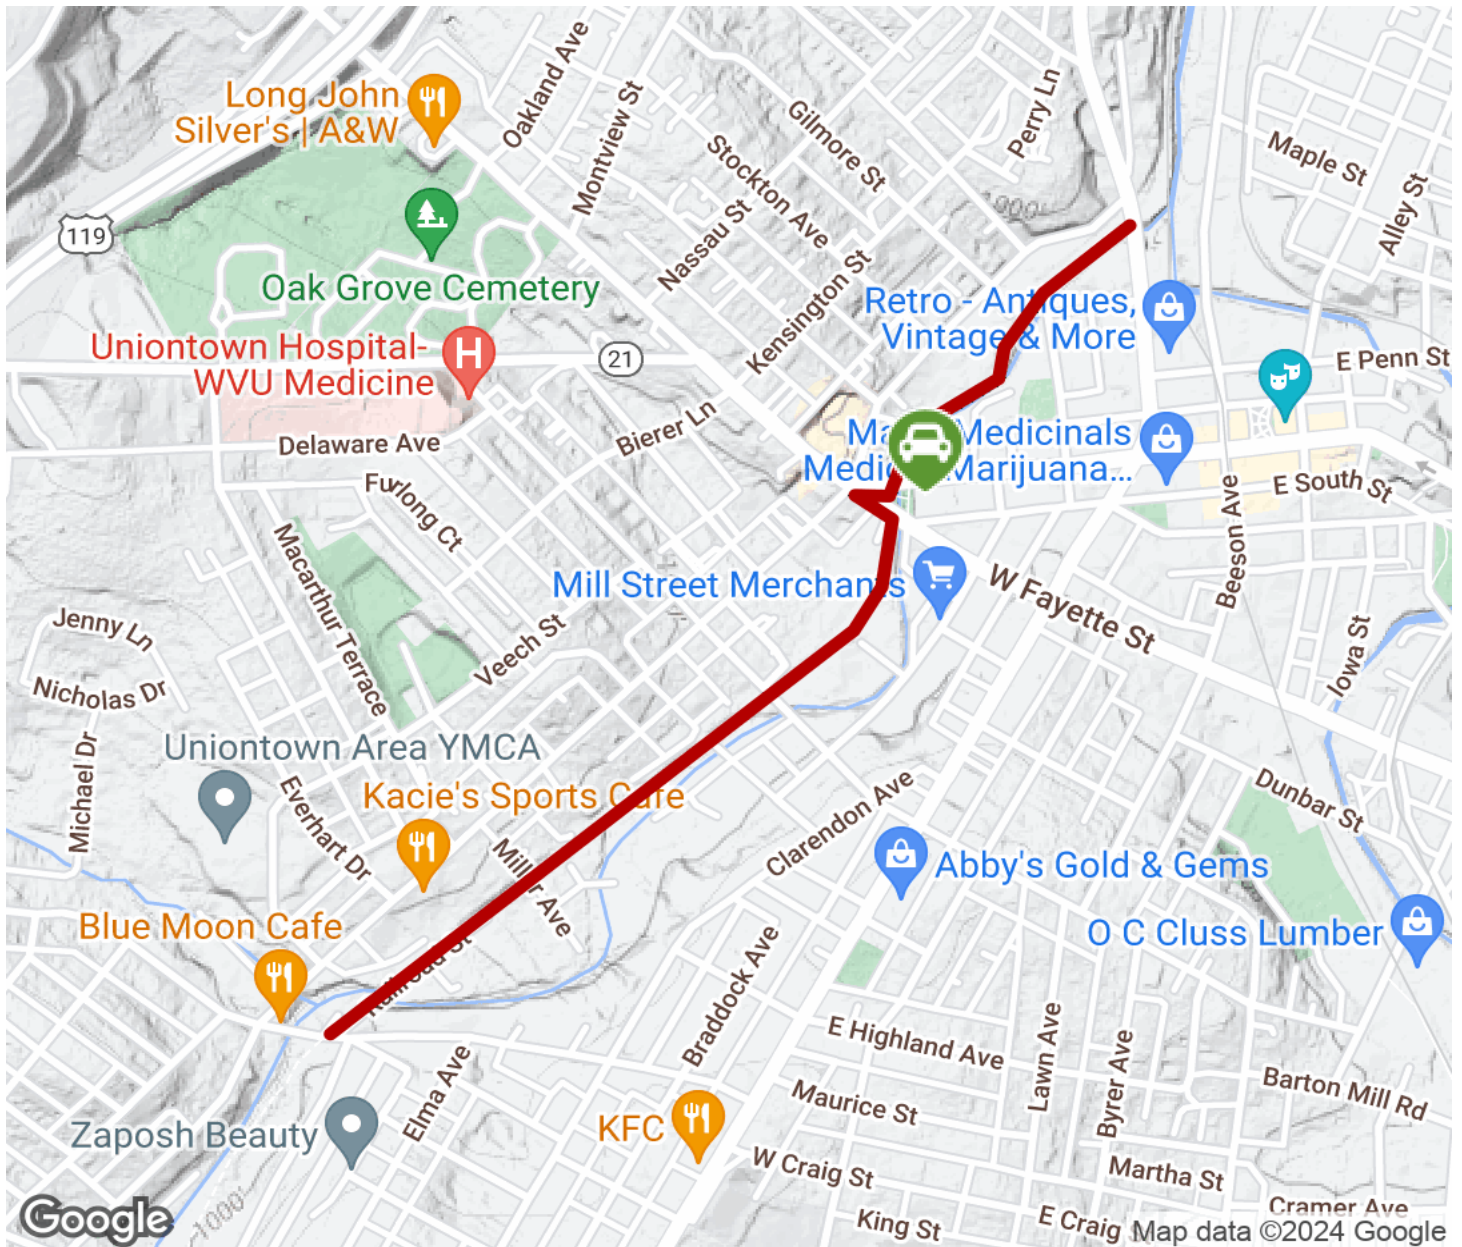 Oakland Ave
Long John
Silver's | A&W
Montview St
Perry Ln
Gilmore St
Stockton Ave
Maple St
Alley St
1900'
119
Nassau St
Oak Grove Cemetery
Kensington St
Retro - Antiques,
Vintage & More
Uniontown Hospital-
WVU Medicine
H
21
E Penn St
Bierer Ln
Delaware Ave
Medicinals
Marijuana...
Furlong Ct
E South St
Beeson Ave
Macarthur Terrace
Mill Street Merchants
W Fayette St
Jenny Ln
Veech St
Iowa St
Nicholas Dr
Uniontown Area YMCA
Michael Dr
Everhart Dr
Kacie's Sports Cafe
Clarendon Ave
Dunbar St
Miller Ave
Abby's Gold & Gems
Blue Moon Cafe
O C Cluss Lumber
Railroad St
Braddock Ave
E Highland Ave
Lawn Ave
Byrer Ave
Barton Mill Rd
Elma Ave
Maurice St
KFC
Zaposh Beauty
W Craig St
Martha St
Cramer Ave
King St
E Craig
1000'
Google
Map data ©2024 Google